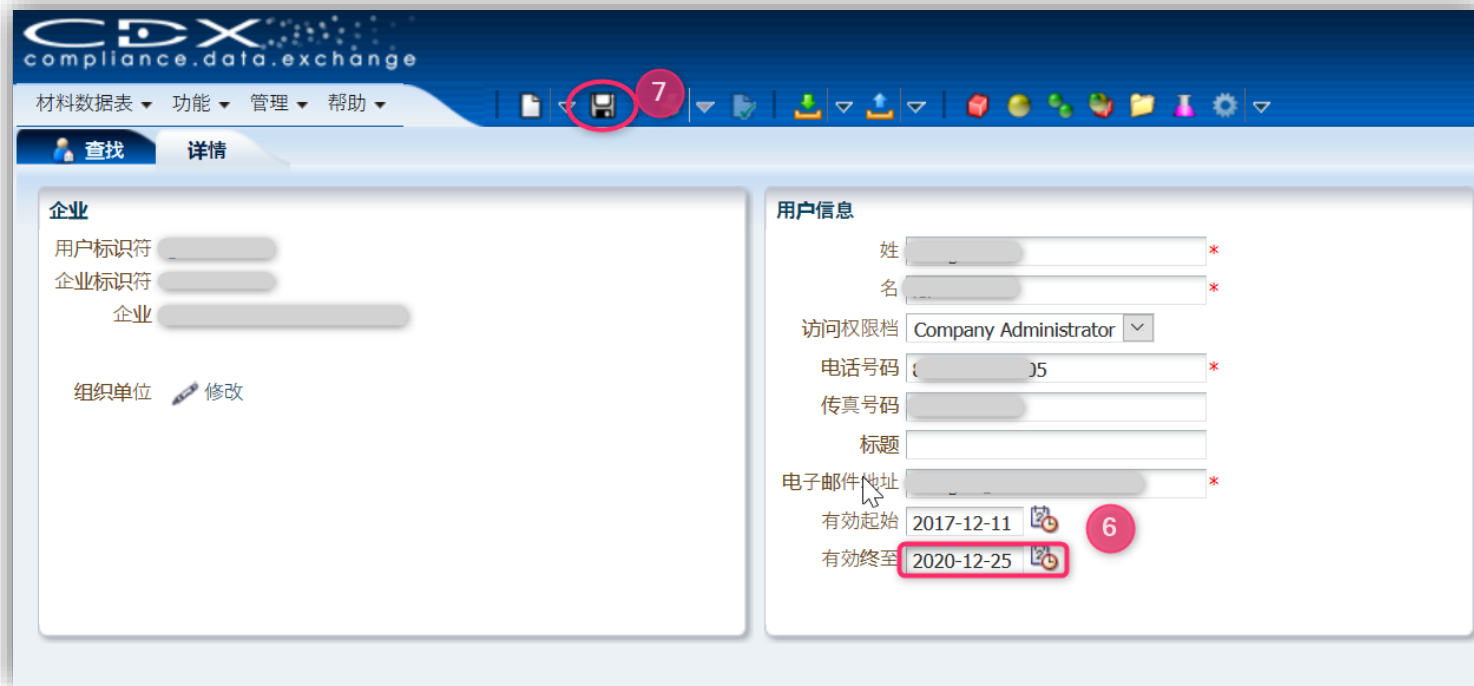 CDX
compliance.data.exchange
材料数据表 功能 管理 帮助
7
查找 详情
企业
用户标识符
企业标识符
企业
组织单位 修改
用户信息
姓 *
名 *
访问权限档 Company Administrator
电话号码 05 *
传真号码
标题
电子邮件地址 *
有效起始 2017-12-11
6
有效终至 2020-12-25